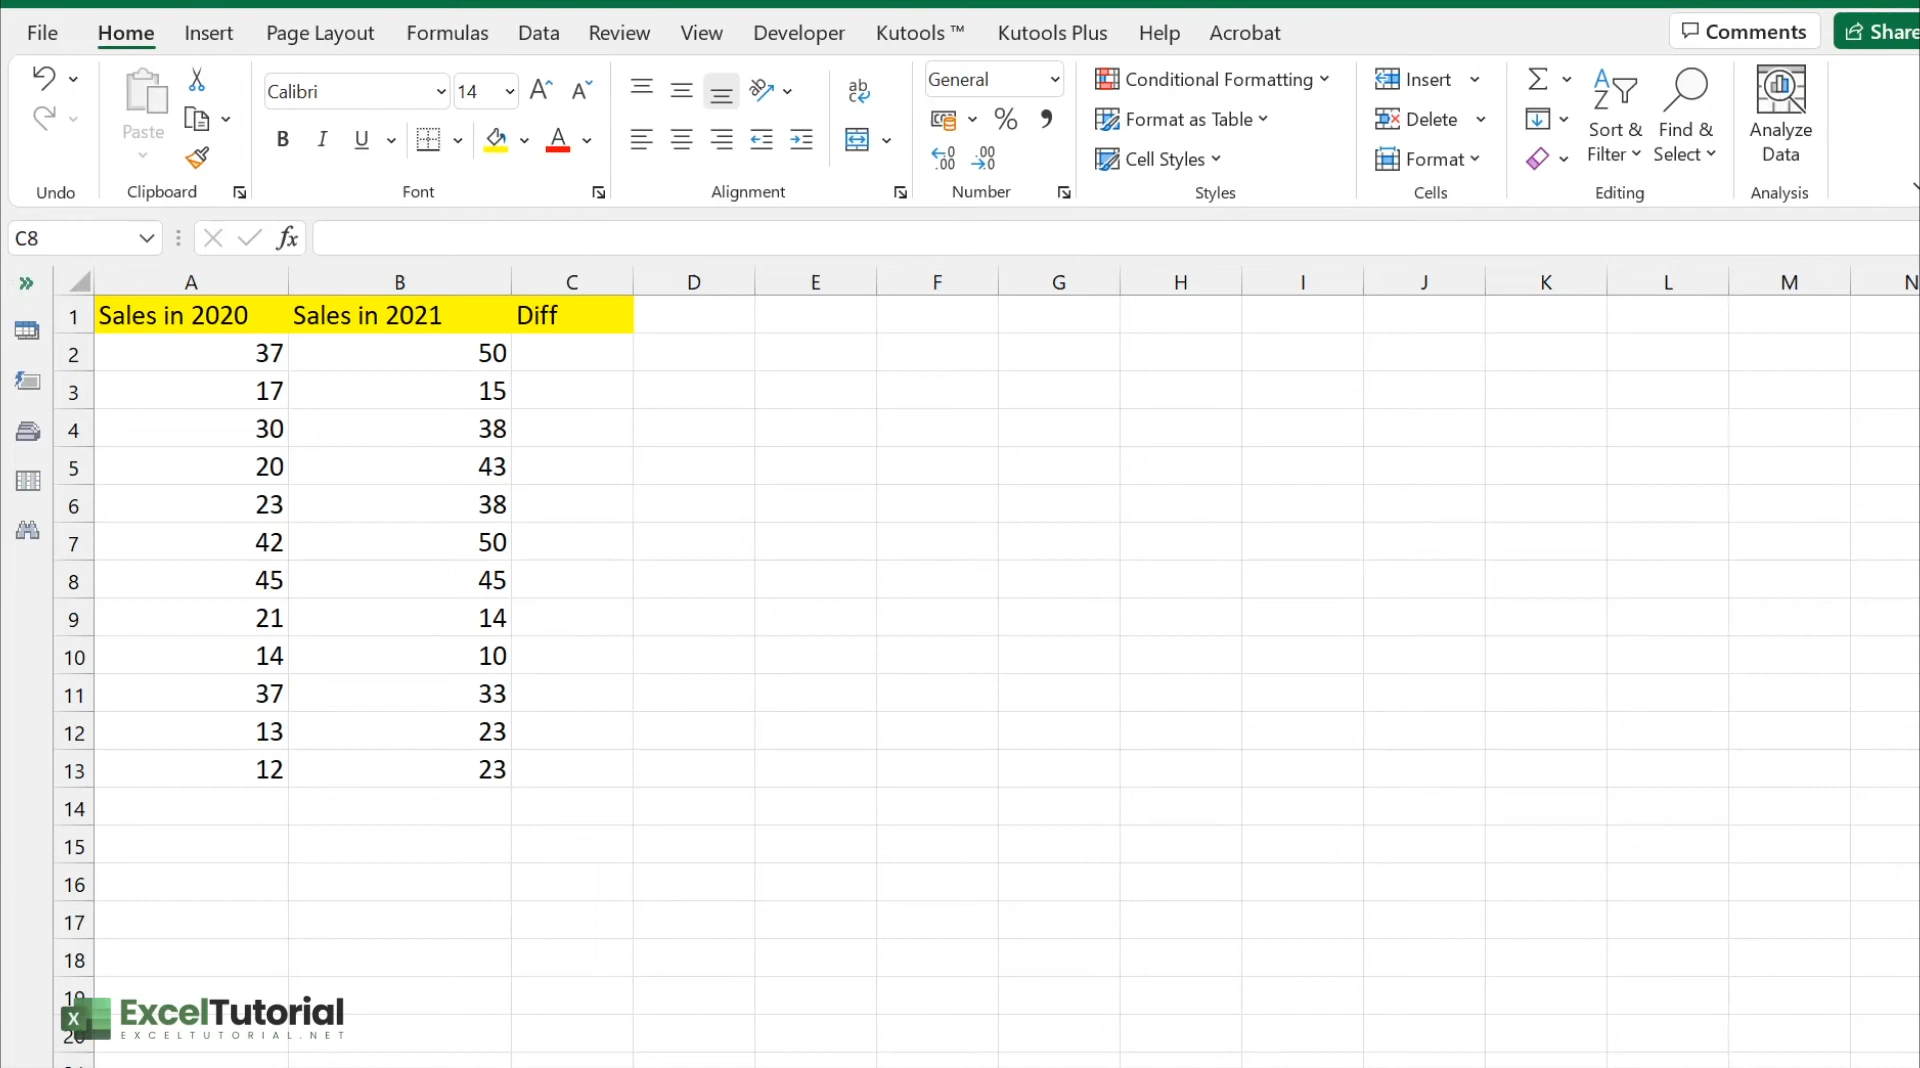 File Home Insert Page Layout Formulas Data Review View Developer Kutools ™ Kutools Plus Help Acrobat Comments Share
Calibri 14 General Conditional Formatting Insert
Paste Format as Table Delete Sort & Find & Analyze
B I U A % Cell Styles Format Filter Select Data
Undo Clipboard Font Alignment Number Styles Cells Editing Analysis
C8 fx
A B C D E F G H I J K L M N
1 Sales in 2020 Sales in 2021 Diff
2 37 50
3 17 15
4 30 38
5 20 43
6 23 38
7 42 50
8 45 45
9 21 14
10 14 10
11 37 33
12 13 23
13 12 23
14
15
16
17
18
19
20
X ExcelTutorial
EXCELTUTORIAL.NET